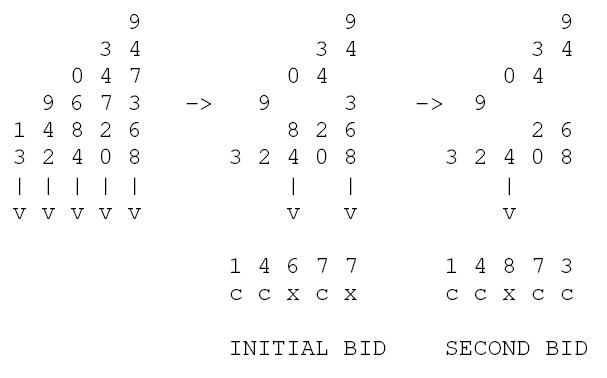 9 9 9
3 4 3 4 3 4
0 4 7 0 4 0 4
9 6 7 3 -> 9 3 -> 9
1 4 8 2 6 8 2 6 2 6
3 2 4 0 8 3 2 4 0 8 3 2 4 0 8
| | | | | | | |
v v v v v v v v
1 4 6 7 7 1 4 8 7 3
c c x c x c c x c c
INITIAL BID SECOND BID